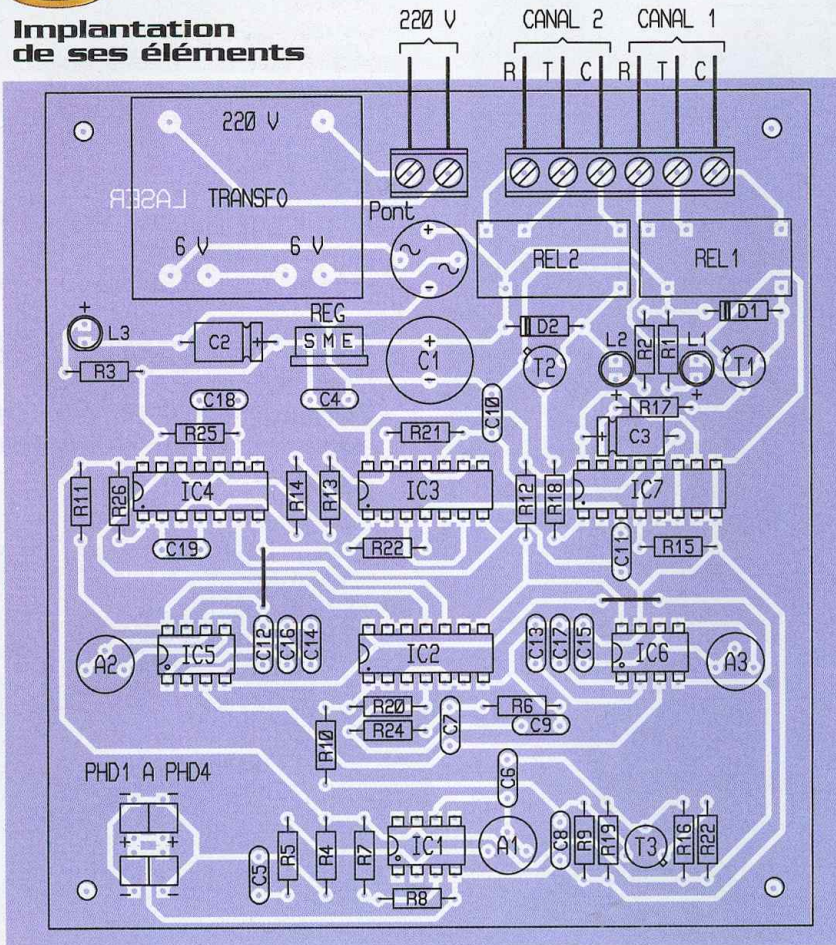 Implantation
de ses éléments
220 V CANAL 2 CANAL 1
R T C R T C
220 V
LASER TRANSFO
Pont
6 V 6 V
+ ~ ~ -
REL2 REL1
+ L3
C2 +
REG
S M E
+ C1 -
D2 D1
T2 L2 R2 R1 L1 T1
+ +
R3
C18 C4 C10 R17
R25 R21 + C3
R11 R26 IC4 R14 R13 IC3 R12 R18 IC7
C19 R22 C11 R15
A2 IC5 C12 C16 C14 IC2 C13 C17 C15 IC6 A3
R20 R6
R24 C7 C9
R10
PHD1 A PHD4
C6
+ +
- -
C5 R5 R4 R7 IC1 A1 C8 R9 R19 T3 R16 R22
R8